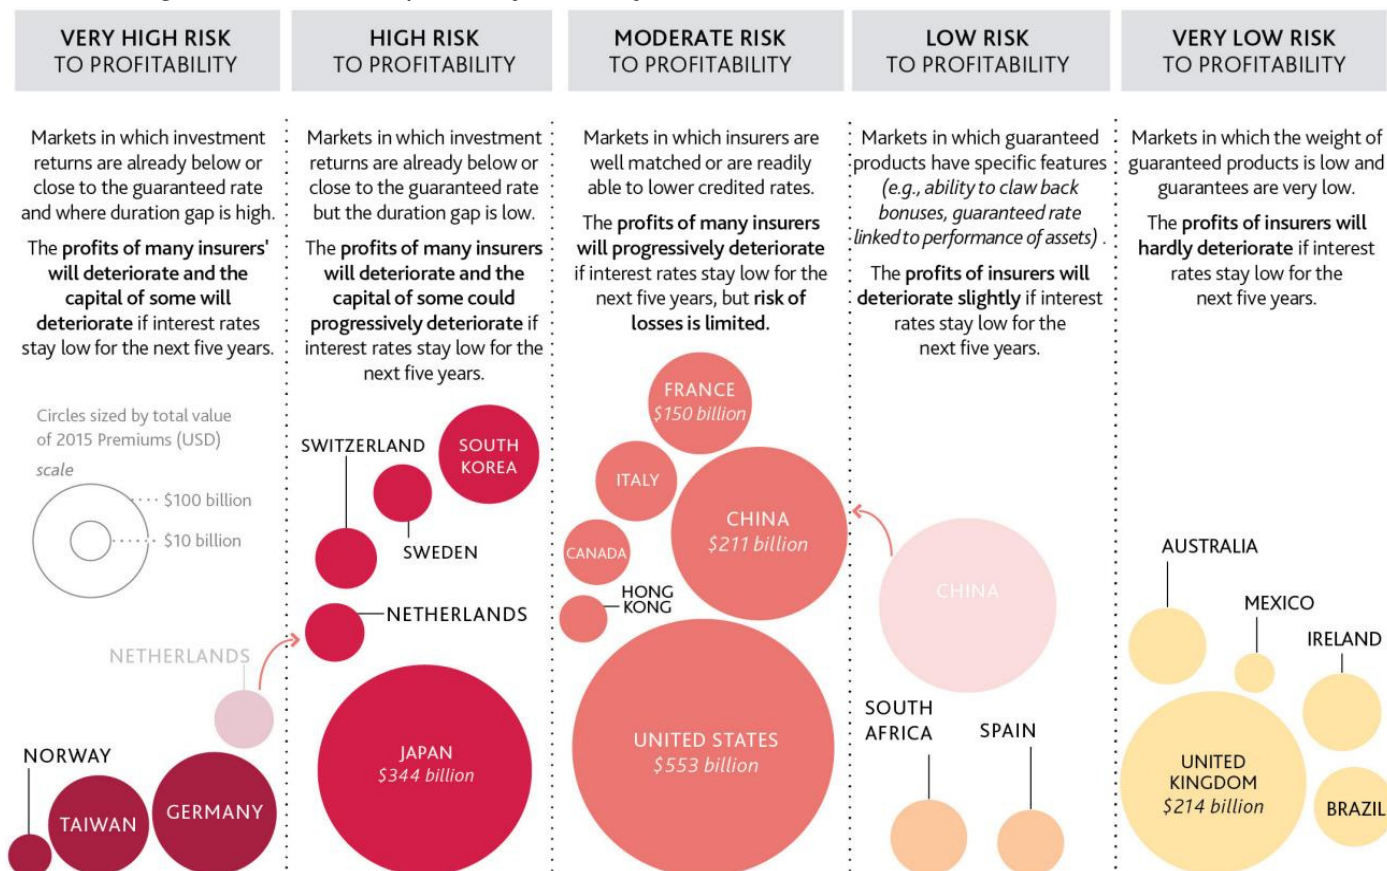 VERY HIGH RISK
TO PROFITABILITY
Markets in which investment
returns are already below or
close to the guaranteed rate
and where duration gap is high.
The profits of many insurers'
will deteriorate and the
capital of some will
deteriorate if interest rates
stay low for the next five years.
Circles sized by total value
of 2015 Premiums (USD)
scale
$100 billion
$10 billion
NETHERLANDS
NORWAY
TAIWAN
GERMANY
HIGH RISK
TO PROFITABILITY
Markets in which investment
returns are already below or
close to the guaranteed rate
but the duration gap is low.
The profits of many insurers
will deteriorate and the
capital of some could
progressively deteriorate if
interest rates stay low for the
next five years.
SWITZERLAND
SOUTH
KOREA
SWEDEN
NETHERLANDS
JAPAN
$344 billion
MODERATE RISK
TO PROFITABILITY
Markets in which insurers are
well matched or are readily
able to lower credited rates.
The profits of many insurers
will progressively deteriorate
if interest rates stay low for the
next five years, but risk of
losses is limited.
FRANCE
$150 billion
ITALY
CHINA
$211 billion
CANADA
HONG
KONG
UNITED STATES
$553 billion
LOW RISK
TO PROFITABILITY
Markets in which guaranteed
products have specific features
(e.g., ability to claw back
bonuses, guaranteed rate
linked to performance of assets) .
The profits of insurers will
deteriorate slightly if interest
rates stay low for the
next five years.
CHINA
SOUTH
AFRICA
SPAIN
VERY LOW RISK
TO PROFITABILITY
Markets in which the weight of
guaranteed products is low and
guarantees are very low.
The profits of insurers will
hardly deteriorate if interest
rates stay low for the
next five years.
AUSTRALIA
MEXICO
IRELAND
UNITED
KINGDOM
$214 billion
BRAZIL